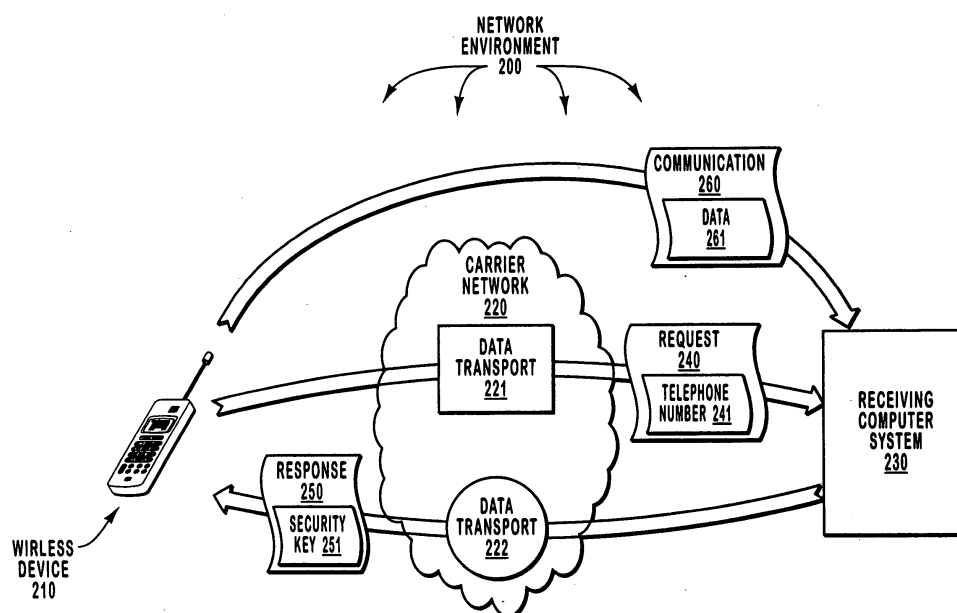 NETWORK
ENVIRONMENT
200
COMMUNICATION
260
DATA
261
CARRIER
NETWORK
220
DATA
TRANSPORT
221
REQUEST
240
TELEPHONE
NUMBER 241
RECEIVING
COMPUTER
SYSTEM
230
RESPONSE
250
SECURITY
KEY 251
DATA
TRANSPORT
222
WIRLESS
DEVICE
210